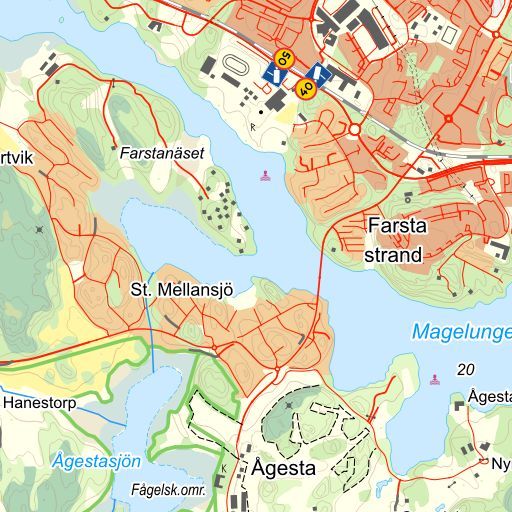 50
40
rtvik
Farstanäset
Farsta
strand
St. Mellansjö
Magelunge
20
Hanestorp
Ågesta
Ågestasjön
Ågesta
Ny
Fågelsk.omr.